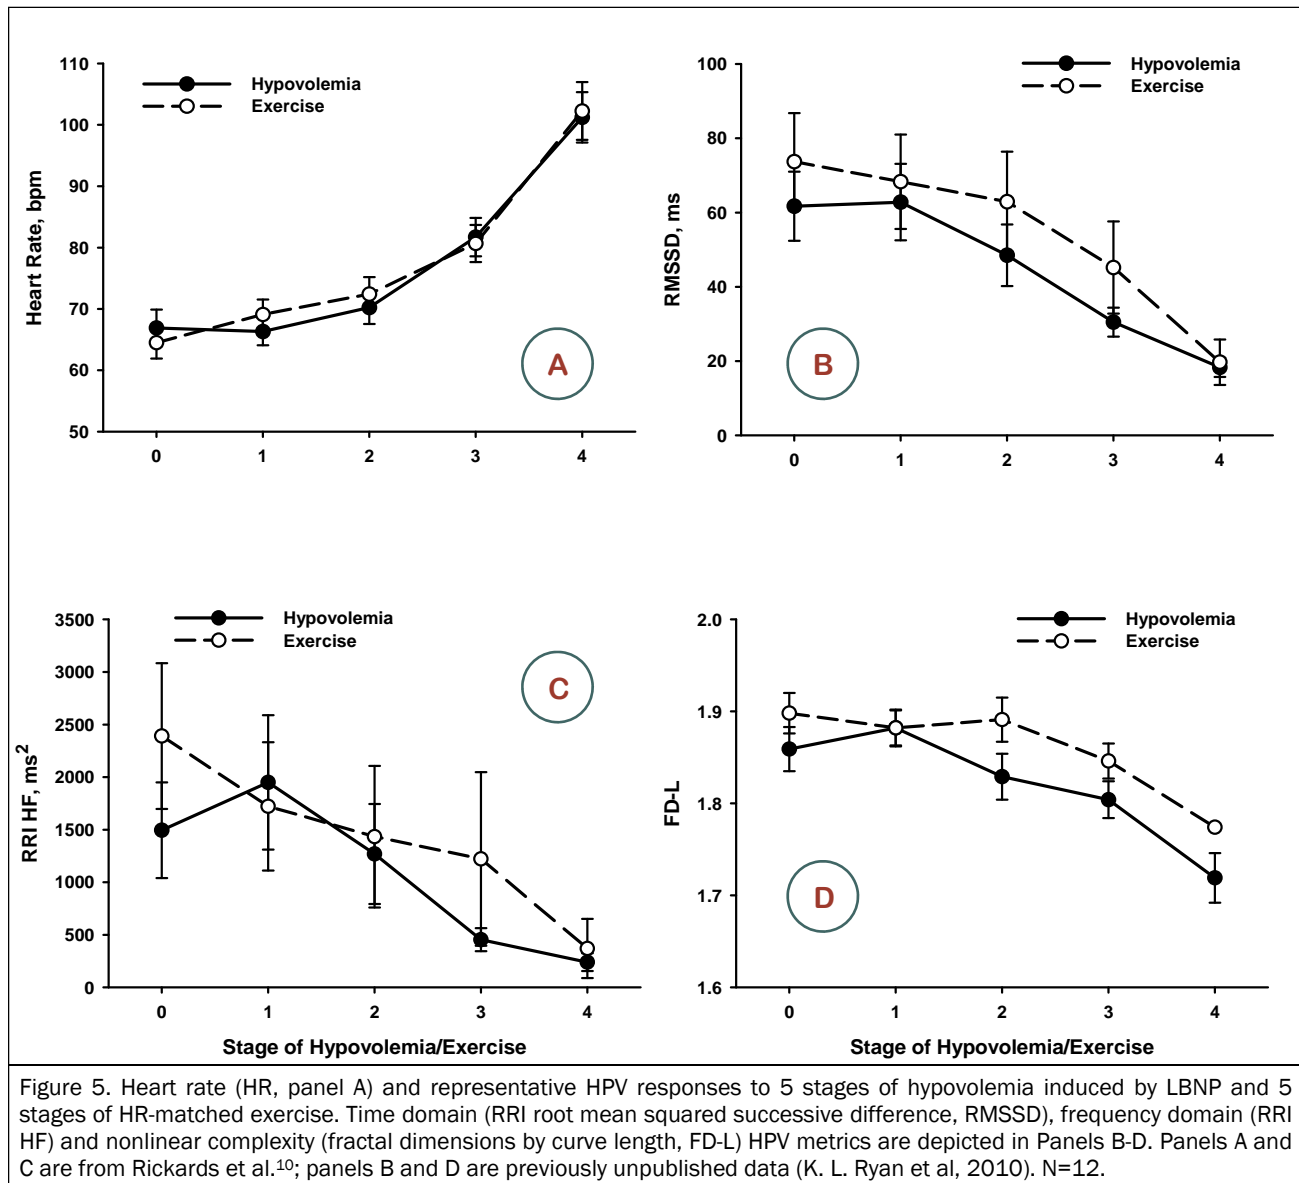 110
100
90
80
70
60
50
Heart Rate, bpm
Hypovolemia
Exercise
A
0 1 2 3 4
100
80
60
40
20
0
RMSSD, ms
Hypovolemia
Exercise
B
0 1 2 3 4
3500
3000
2500
2000
1500
1000
500
0
RRI HF, ms²
Hypovolemia
Exercise
C
0 1 2 3 4
Stage of Hypovolemia/Exercise
2.0
1.9
1.8
1.7
1.6
FD-L
Hypovolemia
Exercise
D
0 1 2 3 4
Stage of Hypovolemia/Exercise
Figure 5. Heart rate (HR, panel A) and representative HPV responses to 5 stages of hypovolemia induced by LBNP and 5
stages of HR-matched exercise. Time domain (RRI root mean squared successive difference, RMSSD), frequency domain (RRI
HF) and nonlinear complexity (fractal dimensions by curve length, FD-L) HPV metrics are depicted in Panels B-D. Panels A and
C are from Rickards et al.¹⁰; panels B and D are previously unpublished data (K. L. Ryan et al, 2010). N=12.